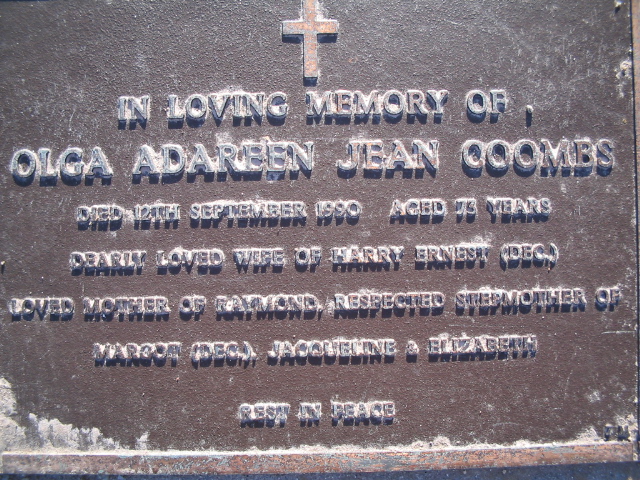 IN LOVING MEMORY OF
OLGA ADAREEN JEAN COOMBS
DIED 12TH SEPTEMBER 1990 AGED 73 YEARS
DEARLY LOVED WIFE OF HARRY ERNEST (DEC.)
LOVED MOTHER OF RAYMOND, RESPECTED STEPMOTHER OF
MARGOT (DEC.), JACQUELINE & ELIZABETH
REST IN PEACE